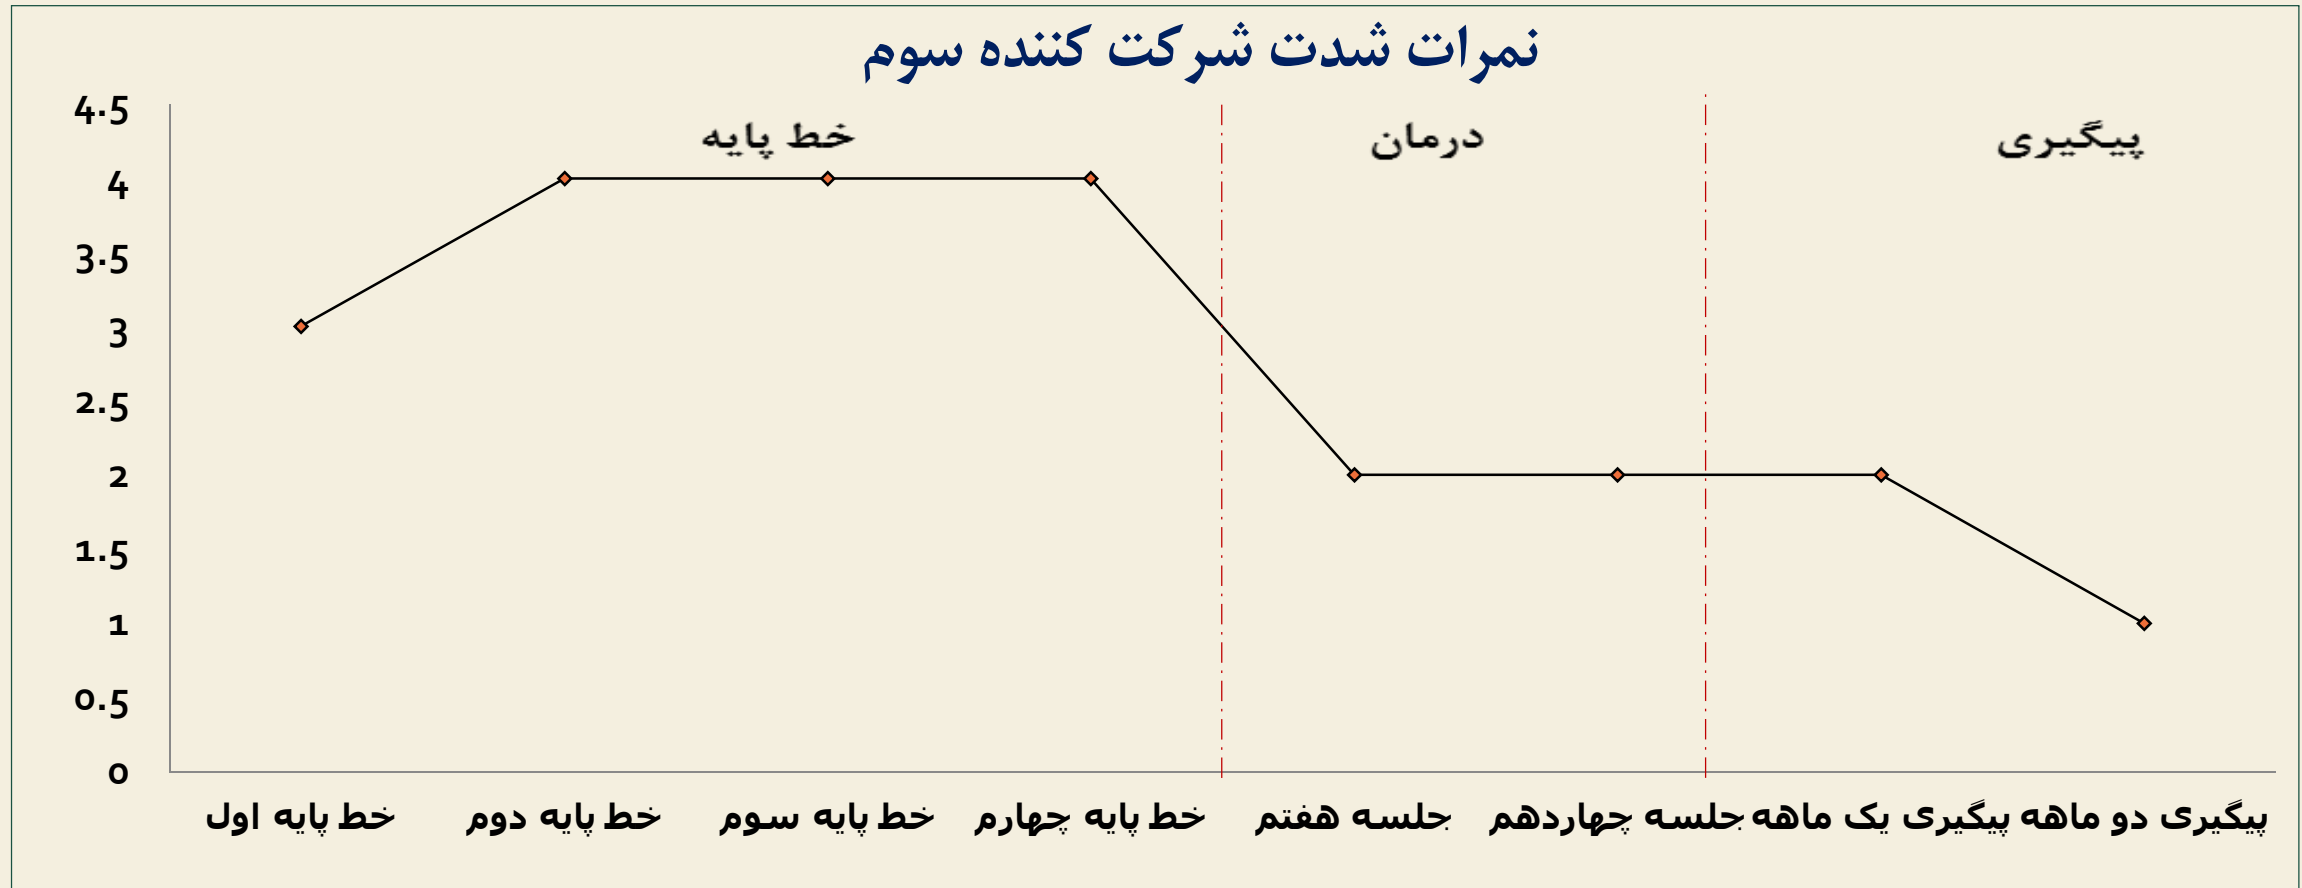 نمرات شدت شرکت کننده سوم
خط پایه
درمان
پیگیری
4.5
4
3.5
3
2.5
2
1.5
1
0.5
0
خط پایه اول
خط پایه دوم
خط پایه سوم
خط پایه چهارم
جلسه هفتم
جلسه چهاردهم
پیگیری یک ماهه
پیگیری دو ماهه